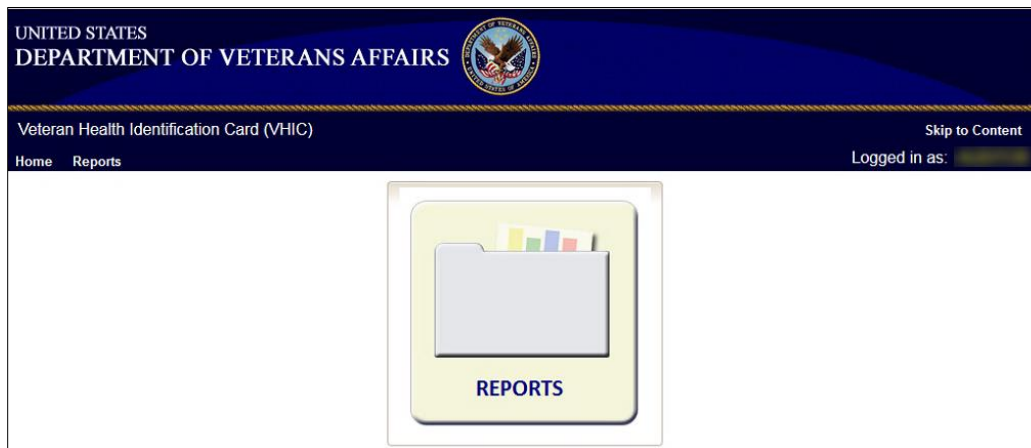 UNITED STATES
DEPARTMENT OF VETERANS AFFAIRS
Veteran Health Identification Card (VHIC)
Skip to Content
Home Reports
Logged in as:
REPORTS